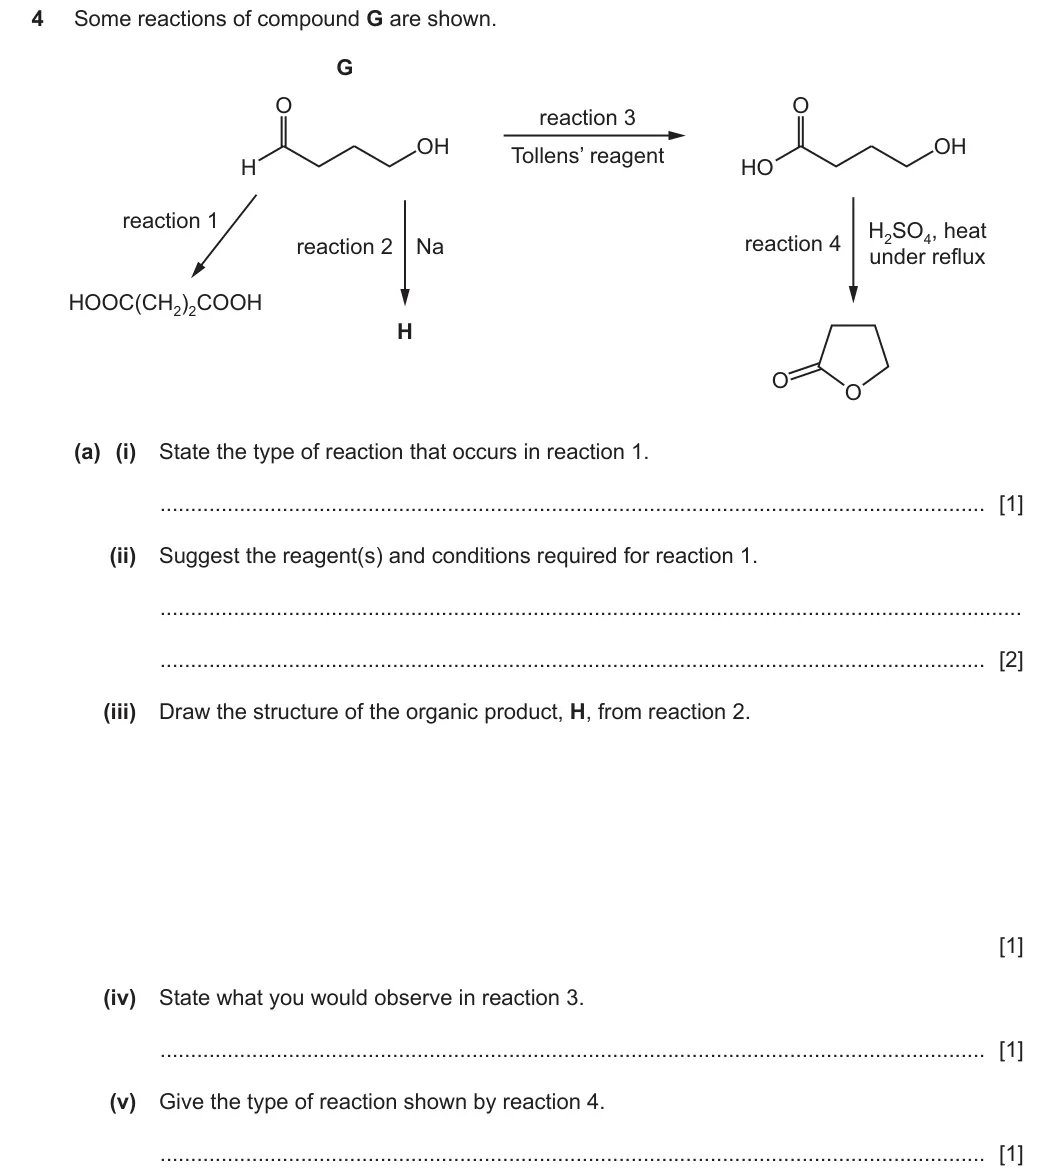 4 Some reactions of compound G are shown.
G
O
H
OH
reaction 3
Tollens' reagent
O
HO
OH
reaction 1
reaction 2
Na
reaction 4
H₂SO₄, heat
under reflux
HOOC(CH₂)₂COOH
H
O
O
(a) (i) State the type of reaction that occurs in reaction 1.
.......................................................................................................................................... [1]
(ii) Suggest the reagent(s) and conditions required for reaction 1.
................................................................................................................................................
.......................................................................................................................................... [2]
(iii) Draw the structure of the organic product, H, from reaction 2.
[1]
(iv) State what you would observe in reaction 3.
.......................................................................................................................................... [1]
(v) Give the type of reaction shown by reaction 4.
.......................................................................................................................................... [1]